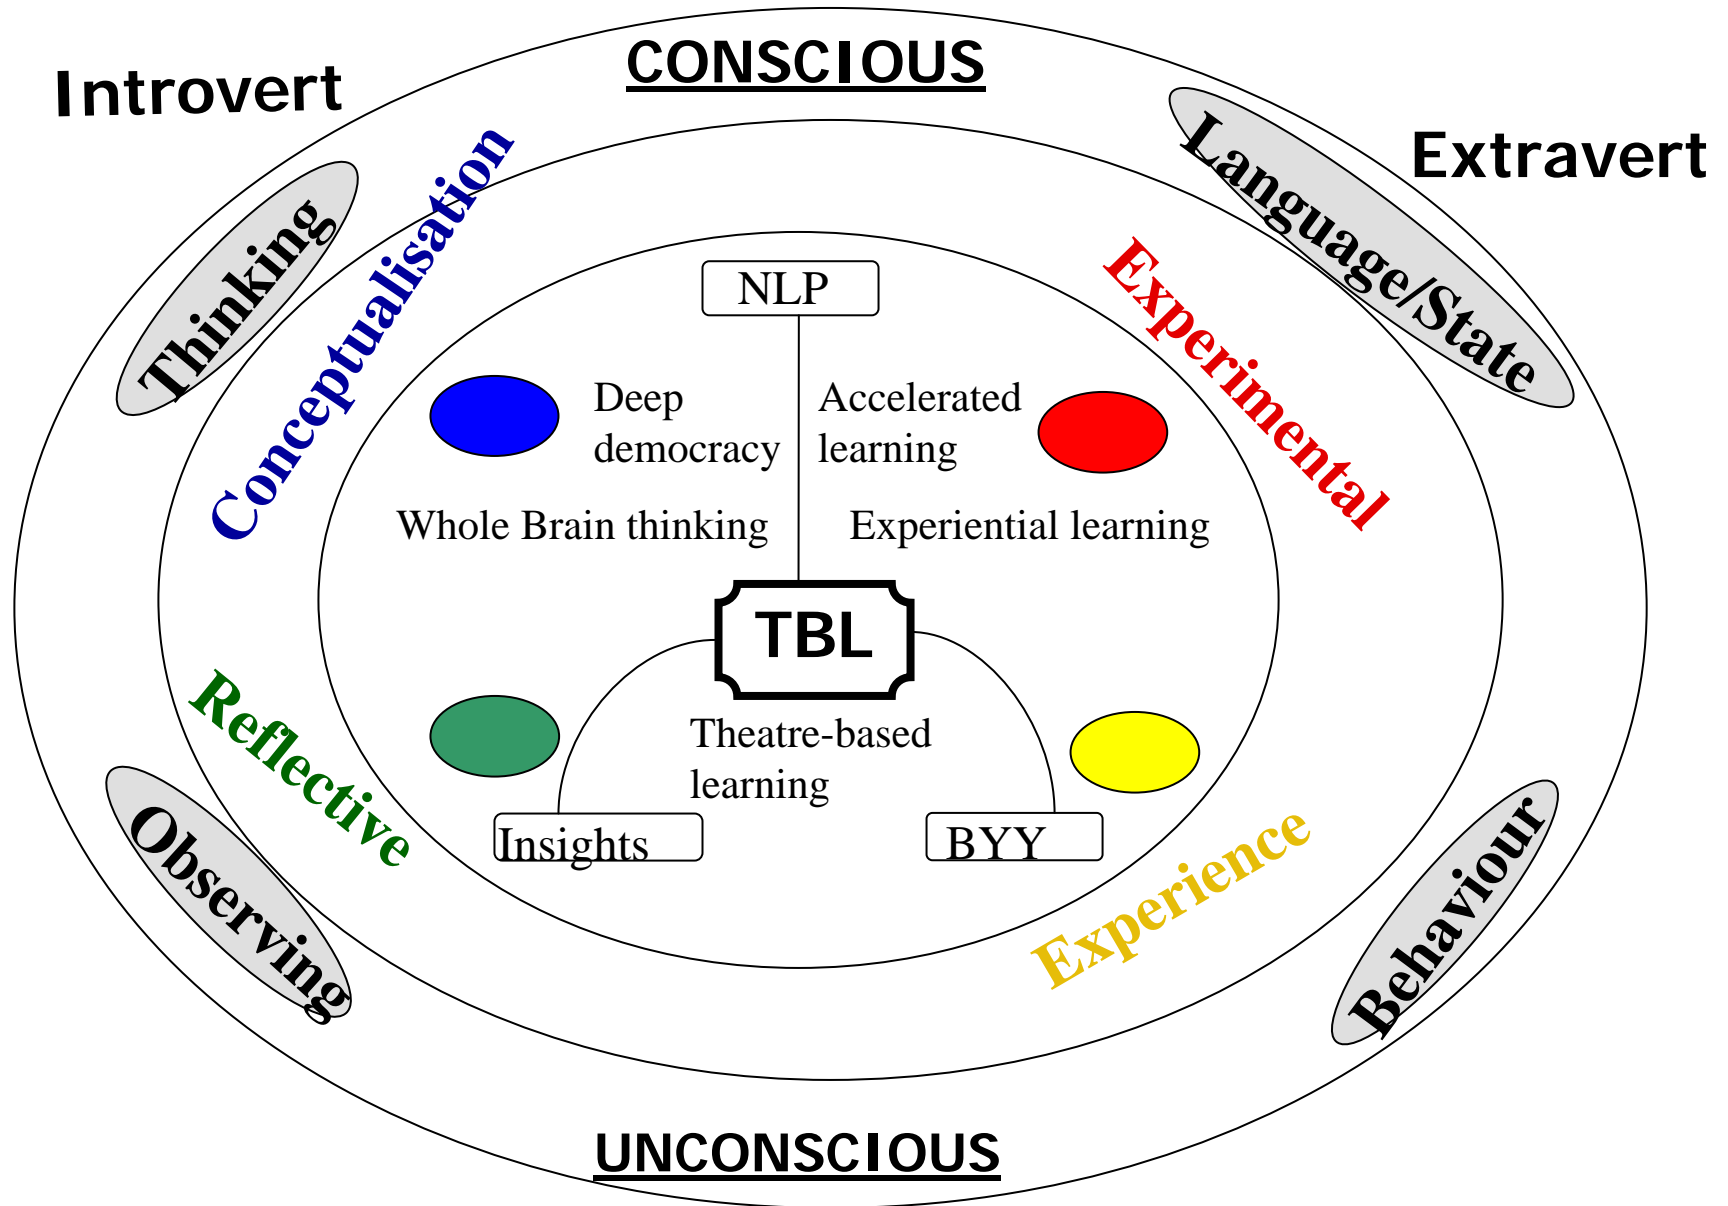 CONSCIOUS
Introvert
Extravert
Thinking
Conceptualisation
Language/State
Experimental
NLP
Deep
democracy
Accelerated
learning
Whole Brain thinking
Experiential learning
TBL
Theatre-based
learning
Reflective
Insights
BYY
Experience
Observing
Behaviour
UNCONSCIOUS